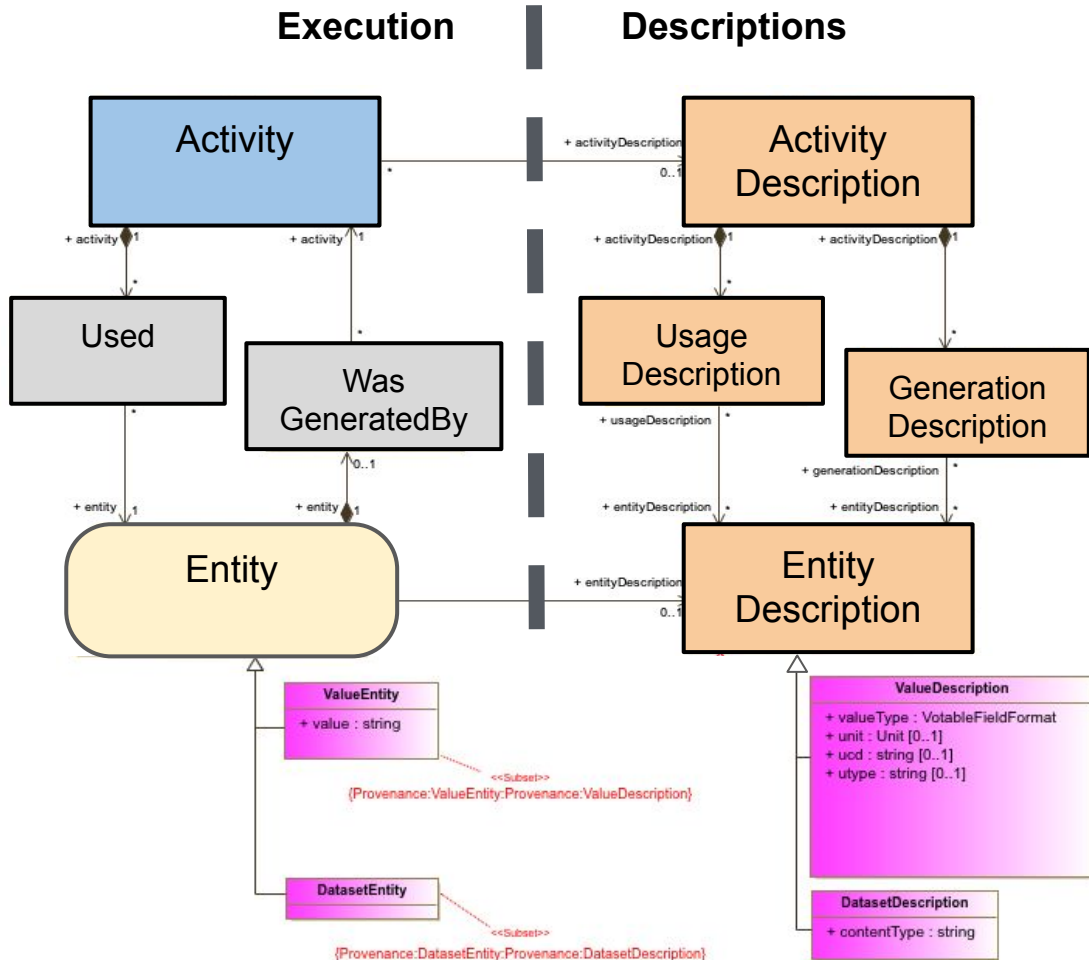 Execution
Descriptions
Activity
Activity
Description
+ activityDescription
*
0..1
+ activity
1
+ activity
1
+ activityDescription
1
+ activityDescription
1
*
*
*
*
Used
Was
GeneratedBy
Usage
Description
Generation
Description
*
0..1
+ usageDescription
*
+ generationDescription
*
+ entity
1
+ entity
1
+ entityDescription
*
+ entityDescription
*
Entity
Entity
Description
+ entityDescription
0..1
ValueEntity
+ value : string
<<Subset>>
{Provenance:ValueEntity:Provenance:ValueDescription}
ValueDescription
+ valueType : VotableFieldFormat
+ unit : Unit [0..1]
+ ucd : string [0..1]
+ utype : string [0..1]
DatasetEntity
<<Subset>>
{Provenance:DatasetEntity:Provenance:DatasetDescription}
DatasetDescription
+ contentType : string